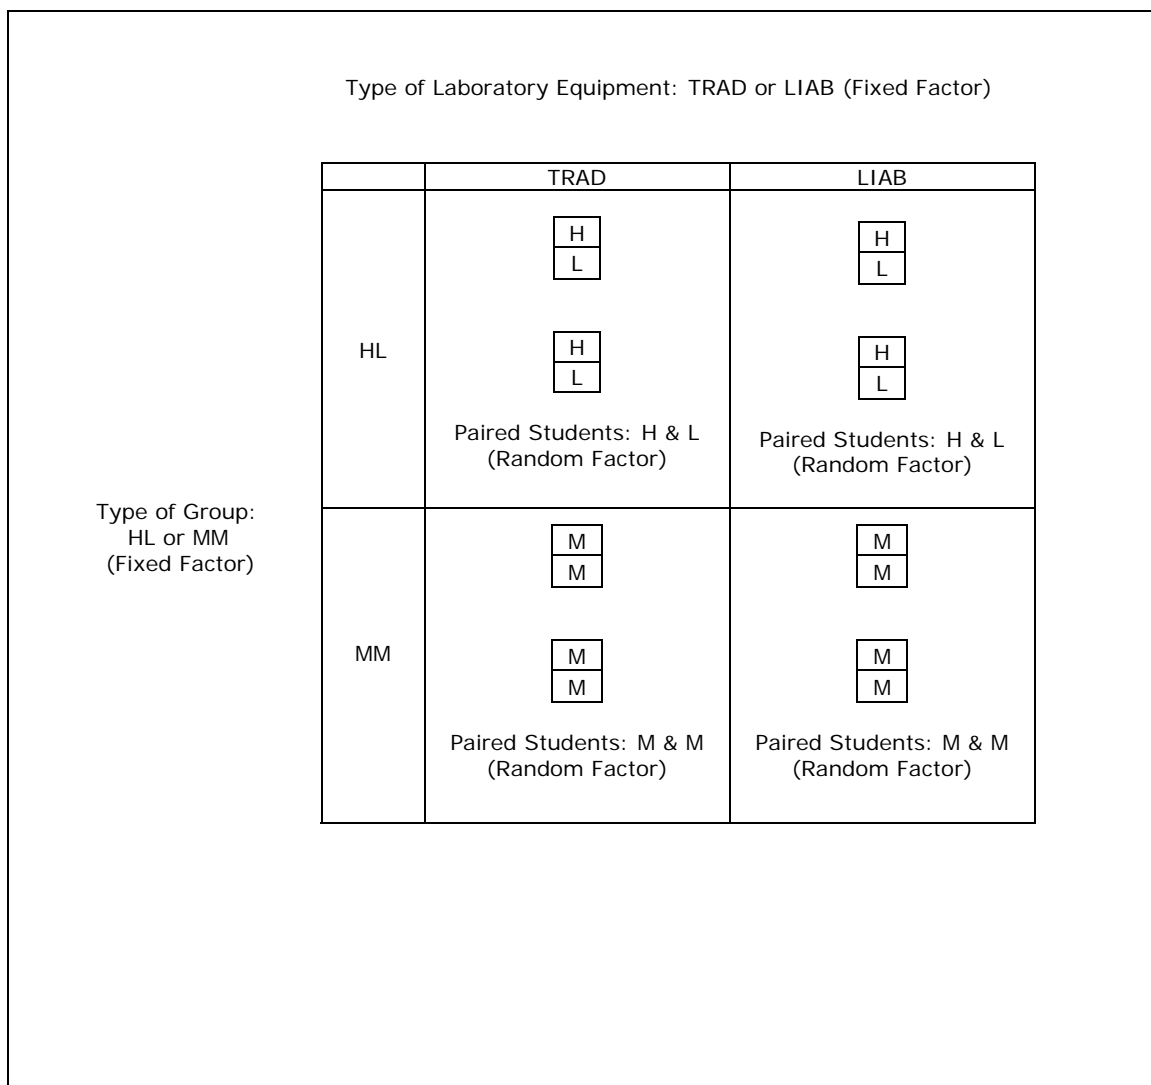 Type of Laboratory Equipment: TRAD or LIAB (Fixed Factor)
TRAD LIAB
H
L
H
L
H
L
H
L
HL
Paired Students: H & L
(Random Factor)
Paired Students: H & L
(Random Factor)
Type of Group:
HL or MM
(Fixed Factor)
M
M
M
M
M
M
M
M
MM
Paired Students: M & M
(Random Factor)
Paired Students: M & M
(Random Factor)